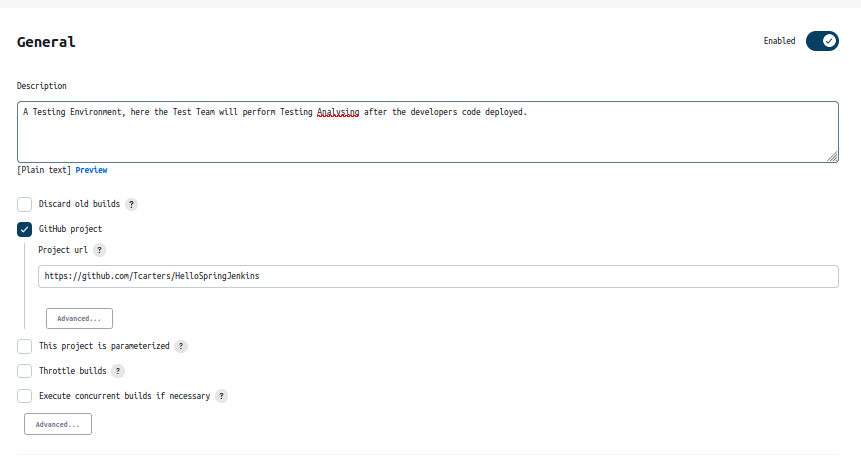 General
Enabled
Description
A Testing Environment, here the Test Team will perform Testing Analysing after the developers code deployed.
[Plain text] Preview
Discard old builds ?
GitHub project
Project url ?
https://github.com/Tcarters/HelloSpringJenkins
Advanced...
This project is parameterized ?
Throttle builds ?
Execute concurrent builds if necessary ?
Advanced...